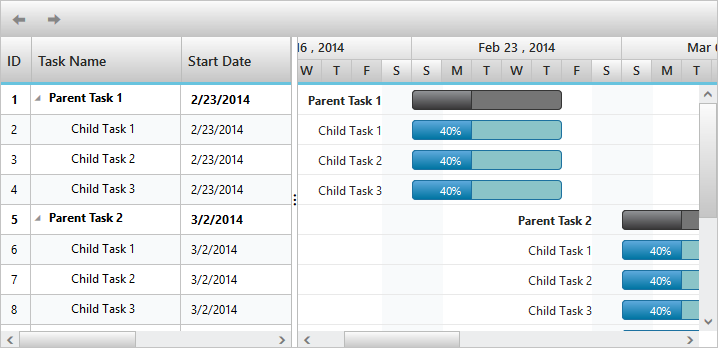 ID Task Name Start Date
16 , 2014 Feb 23 , 2014 Mar
W T F S S M T W T F S S M T
1 Parent Task 1 2/23/2014 Parent Task 1
2 Child Task 1 2/23/2014 Child Task 1 40%
3 Child Task 2 2/23/2014 Child Task 2 40%
4 Child Task 3 2/23/2014 Child Task 3 40%
5 Parent Task 2 3/2/2014 Parent Task 2
6 Child Task 1 3/2/2014 Child Task 1 40%
7 Child Task 2 3/2/2014 Child Task 2 40%
8 Child Task 3 3/2/2014 Child Task 3 40%